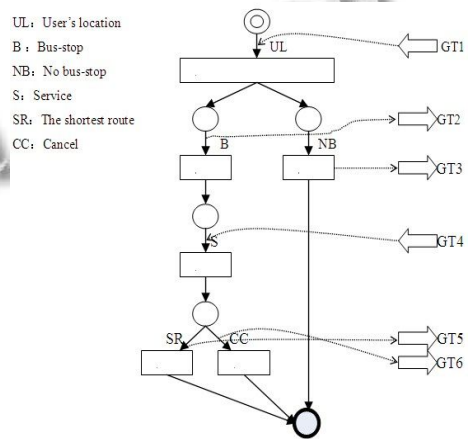 UL：User's location
B：Bus-stop
NB：No bus-stop
S：Service
SR：The shortest route
CC：Cancel
UL
GT1
B
NB
GT2
GT3
S
GT4
SR
CC
GT5
GT6